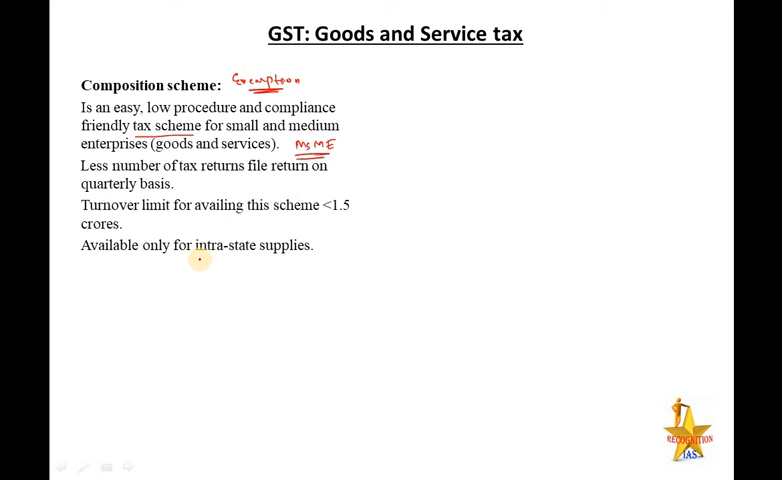 GST: Goods and Service tax
Composition scheme: Exemption
Is an easy, low procedure and compliance
friendly tax scheme for small and medium
enterprises (goods and services). MSME
Less number of tax returns file return on
quarterly basis.
Turnover limit for availing this scheme <1.5
crores.
Available only for intra-state supplies.
RECOGNITION
IAS